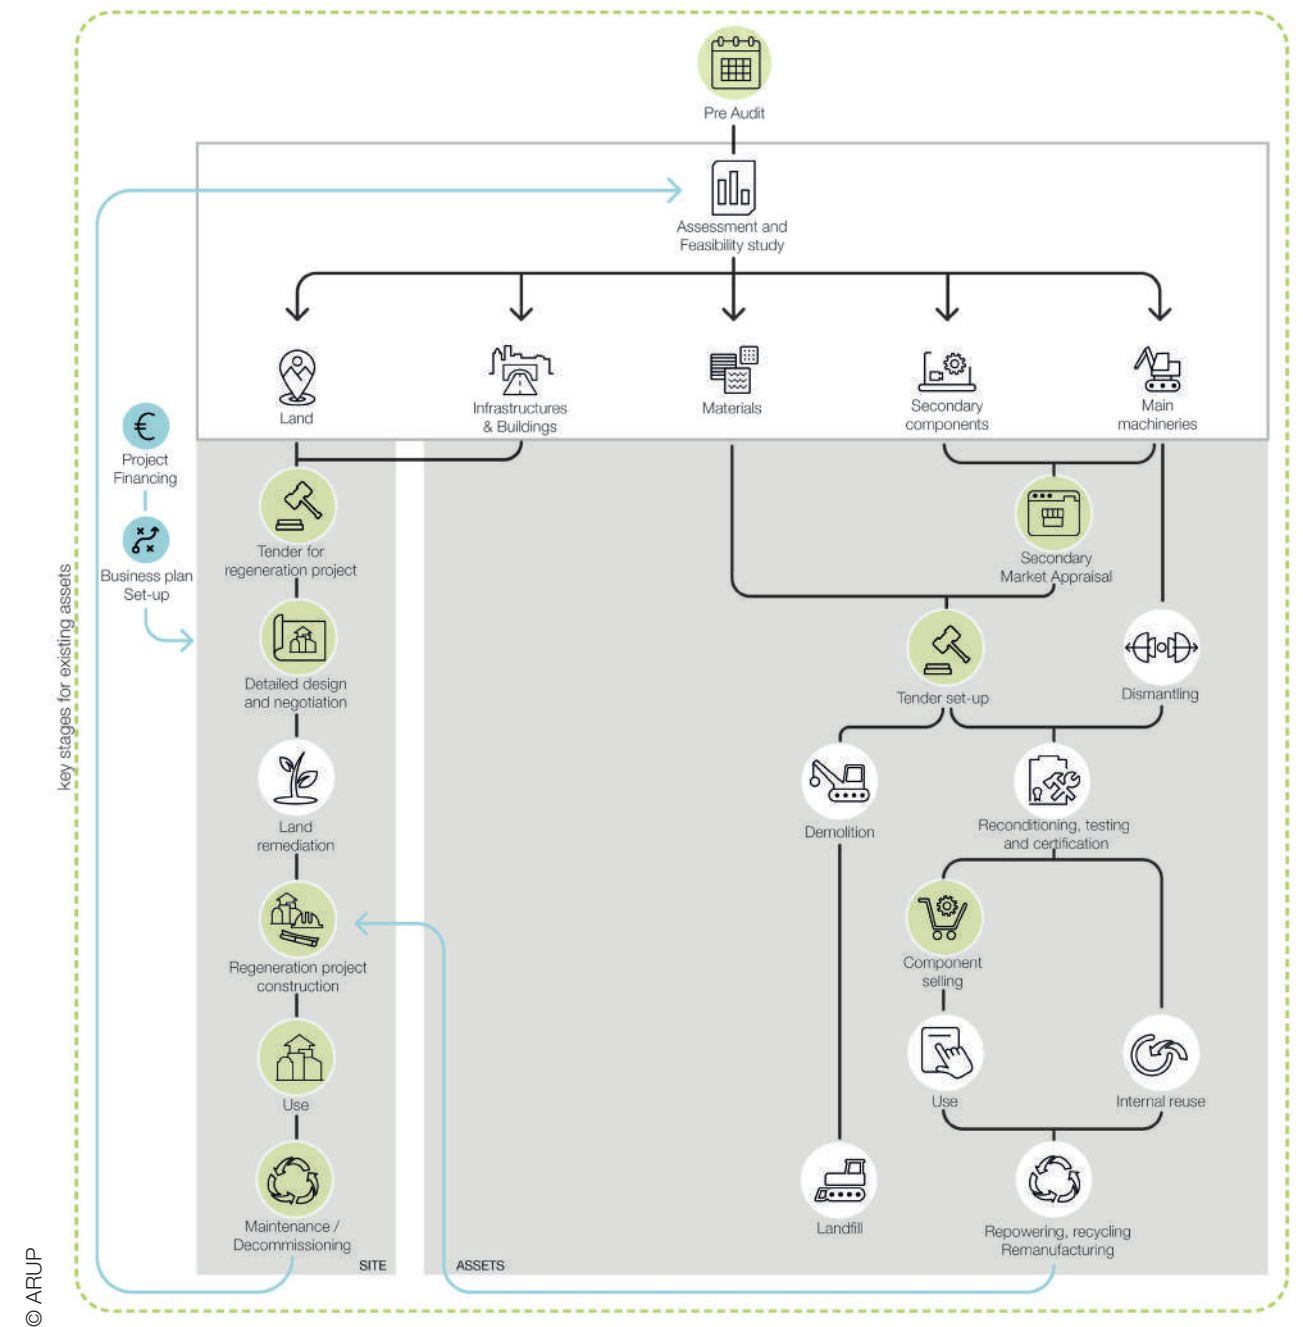 Pre Audit
Assessment and
Feasibility study
Land
Infrastructures
& Buildings
Materials
Secondary
components
Main
machineries
€
Project
Financing
Business plan
Set-up
key stages for existing assets
Tender for
regeneration project
Detailed design
and negotiation
Land
remediation
Regeneration project
construction
Use
Maintenance /
Decommissioning
SITE
Secondary
Market Appraisal
Tender set-up
Dismantling
Demolition
Reconditioning, testing
and certification
Component
selling
Use
Internal reuse
Landfill
Repowering, recycling
Remanufacturing
ASSETS
© ARUP